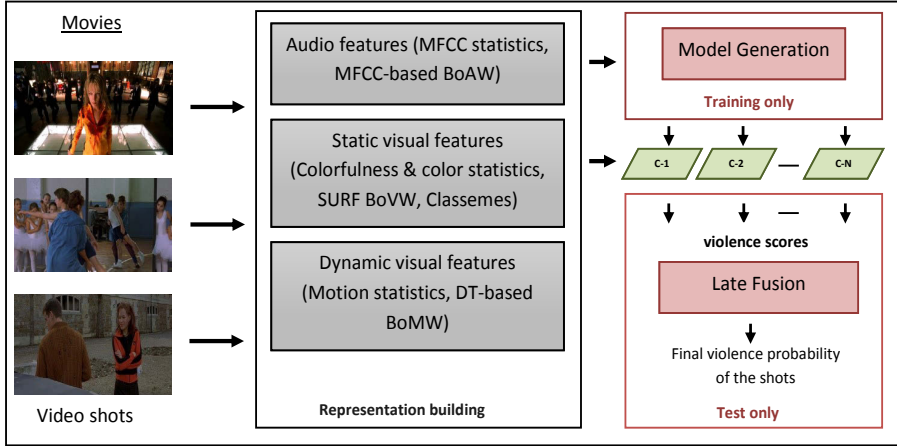 Movies
Video shots
Audio features (MFCC statistics,
MFCC-based BoAW)
Static visual features
(Colorfulness & color statistics,
SURF BoVW, Classemes)
Dynamic visual features
(Motion statistics, DT-based
BoMW)
Representation building
Model Generation
Training only
C-1
C-2
C-N
violence scores
Late Fusion
Final violence probability
of the shots
Test only